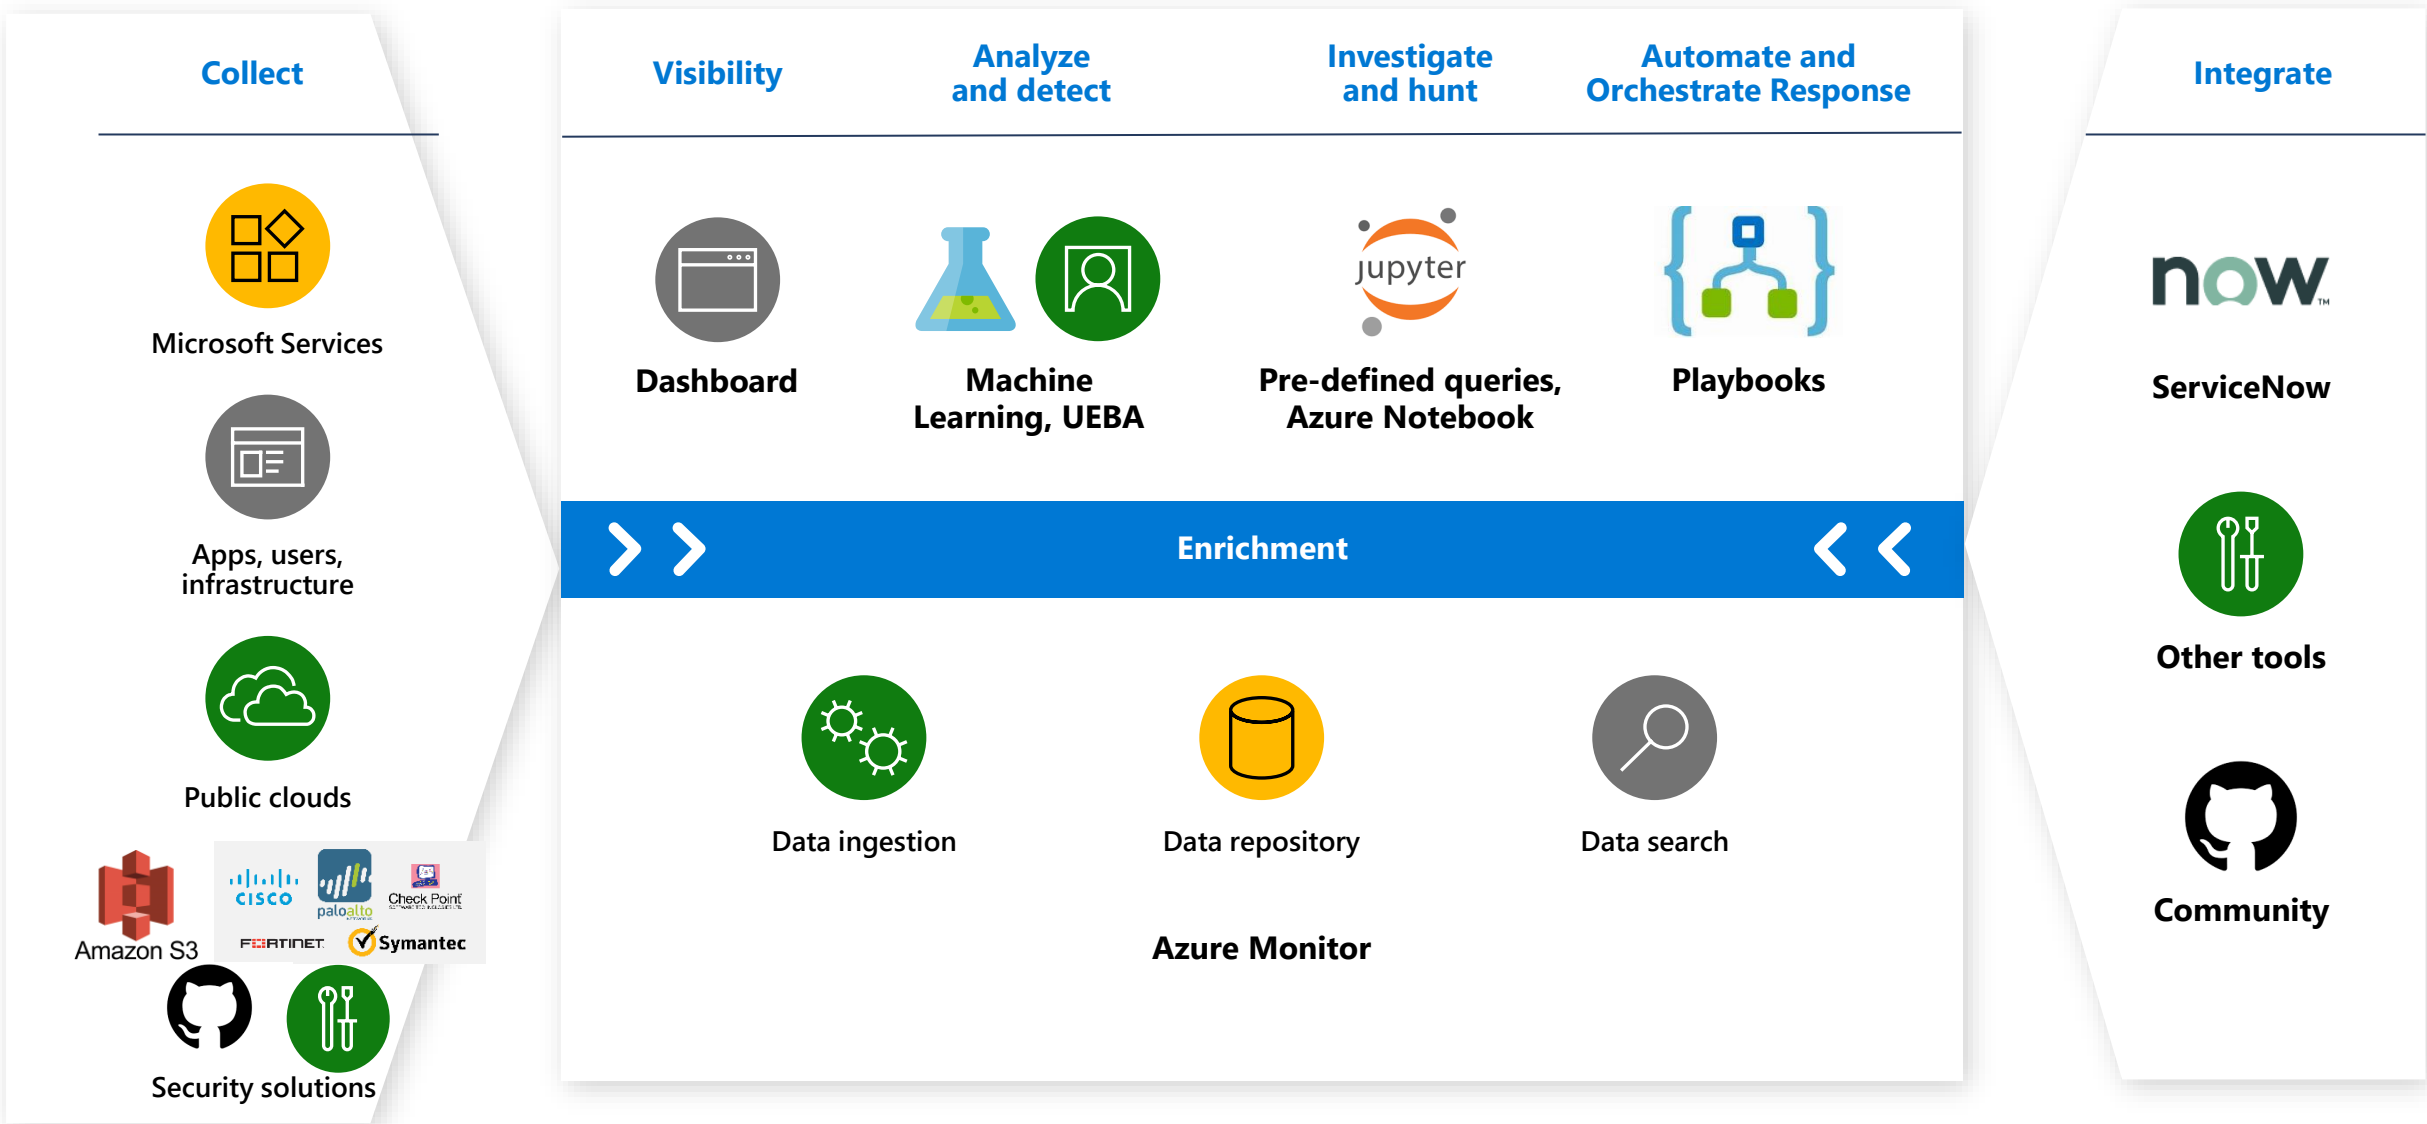 Collect
Microsoft Services
Apps, users,
infrastructure
Public clouds
Amazon S3
CISCO
paloalto
Check Point
FORTINET
Symantec
Security solutions
Visibility
Analyze
and detect
Investigate
and hunt
Automate and
Orchestrate Response
Dashboard
Machine
Learning, UEBA
jupyter
Pre-defined queries,
Azure Notebook
Playbooks
Enrichment
Data ingestion
Data repository
Data search
Azure Monitor
Integrate
now™
ServiceNow
Other tools
Community